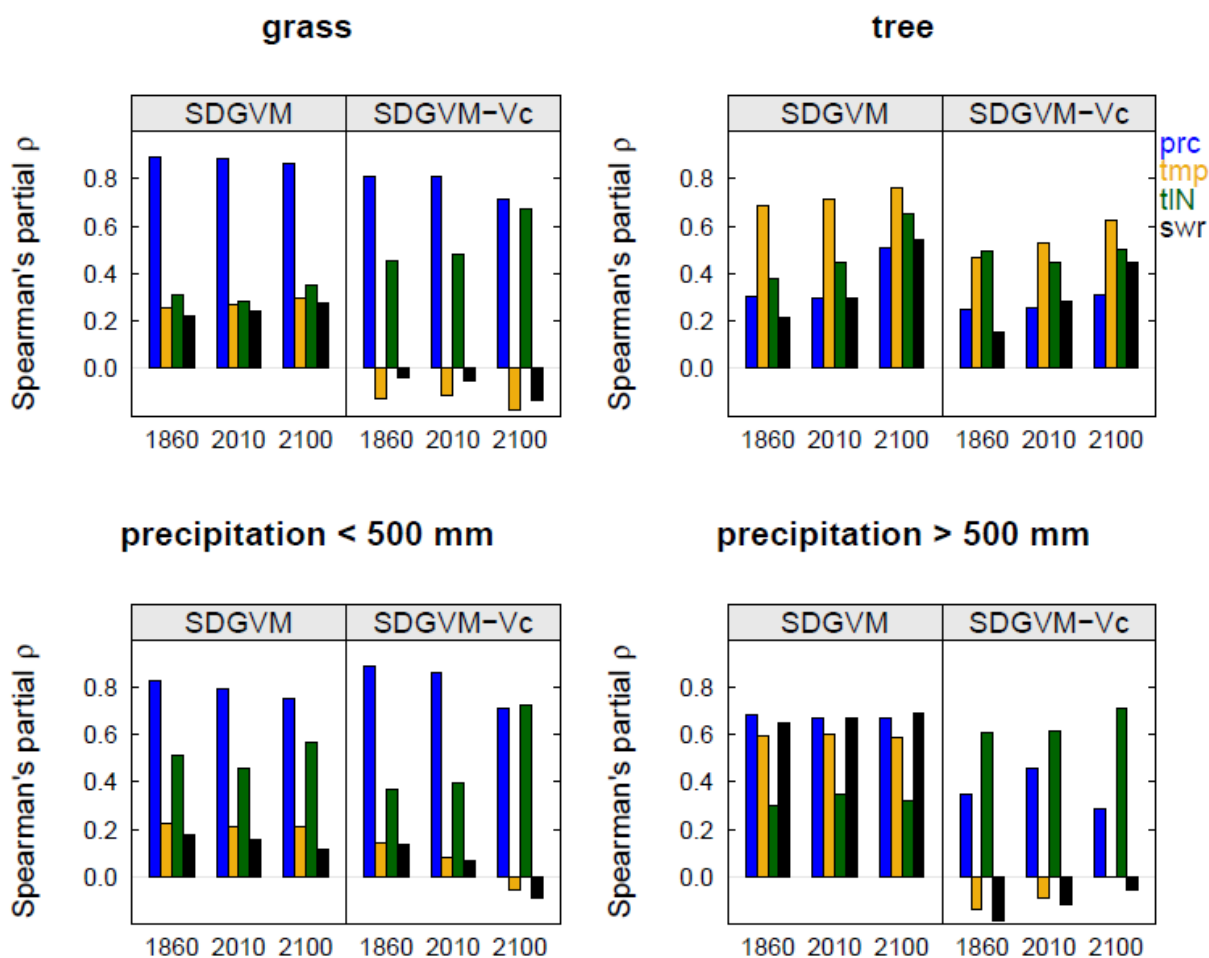 grass
SDGVM SDGVM−Vc
Spearman's partial ρ
0.8
0.6
0.4
0.2
0.0
1860 2010 2100 1860 2010 2100
tree
SDGVM SDGVM−Vc
Spearman's partial ρ
0.8
0.6
0.4
0.2
0.0
1860 2010 2100 1860 2010 2100
prc
tmp
tlN
swr
precipitation < 500 mm
SDGVM SDGVM−Vc
Spearman's partial ρ
0.8
0.6
0.4
0.2
0.0
1860 2010 2100 1860 2010 2100
precipitation > 500 mm
SDGVM SDGVM−Vc
Spearman's partial ρ
0.8
0.6
0.4
0.2
0.0
1860 2010 2100 1860 2010 2100